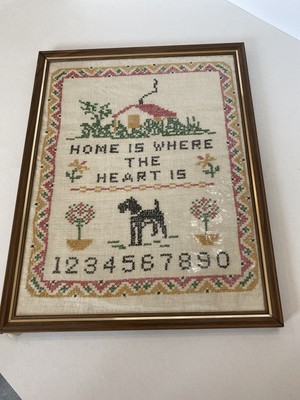 HOME IS WHERE
THE
HEART IS
1234567890